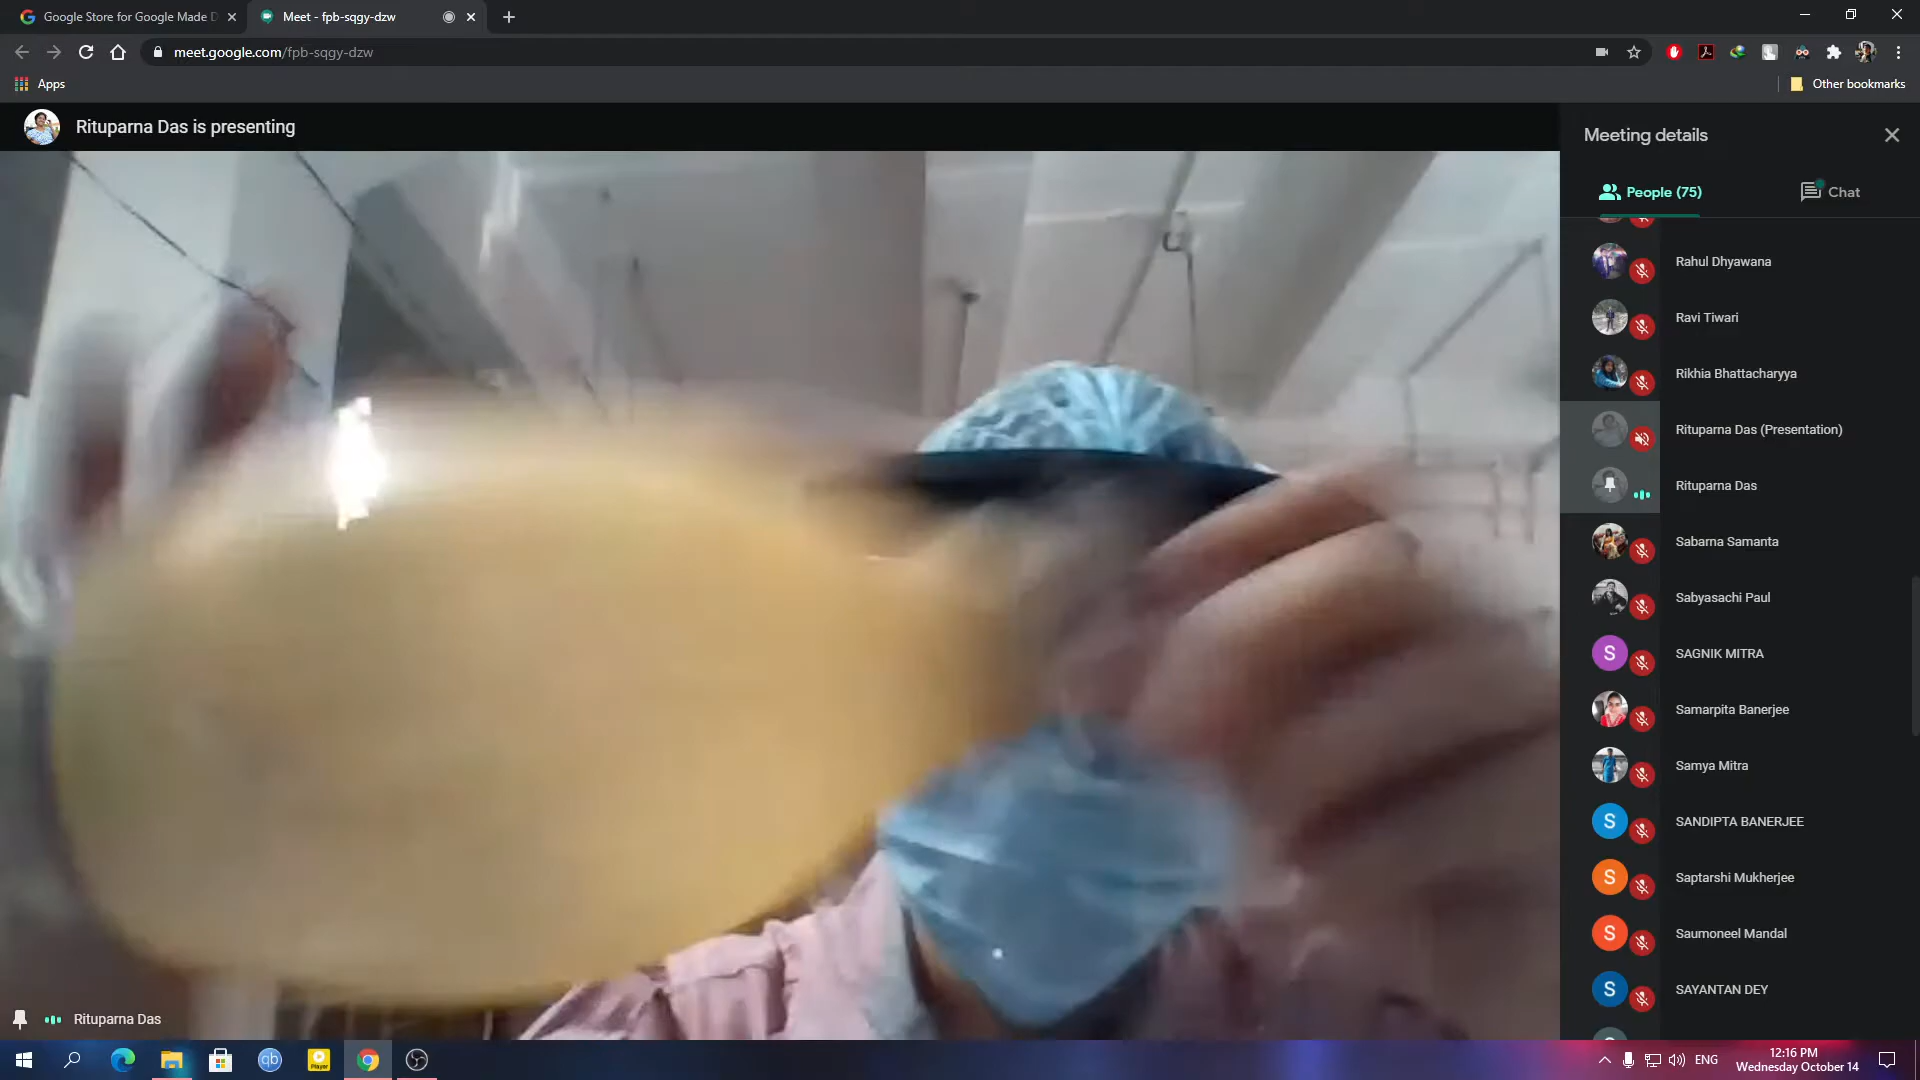 Google Store for Google Made D
Meet - fpb-sqgy-dzw
meet.google.com/fpb-sqgy-dzw
Apps
Other bookmarks
Rituparna Das is presenting
Meeting details
People (75)
Chat
Rahul Dhyawana
Ravi Tiwari
Rikhia Bhattacharyya
Rituparna Das (Presentation)
Rituparna Das
Sabarna Samanta
Sabyasachi Paul
S SAGNIK MITRA
Samarpita Banerjee
Samya Mitra
S SANDIPTA BANERJEE
S Saptarshi Mukherjee
S Saumoneel Mandal
S SAYANTAN DEY
Rituparna Das
qb
Player
ENG
12:16 PM
Wednesday October 14